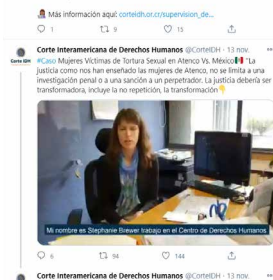 Más información aquí: corteidh.or.cr/supervision_de...
1 9 15
Corte Interamericana de Derechos Humanos @CorteIDH · 13 nov.
#Caso Mujeres Víctimas de Tortura Sexual en Atenco Vs. México "La
justicia como nos han enseñado las mujeres de Atenco, no se limita a una
investigación penal o a una sanción a un perpetrador. La justicia debería ser
transformadora, incluye la no repetición, la transformación
Mi nombre es Stephanie Brewer trabajo en el Centro de Derechos Humanos
6 94 144
Corte Interamericana de Derechos Humanos @CorteIDH · 13 nov.